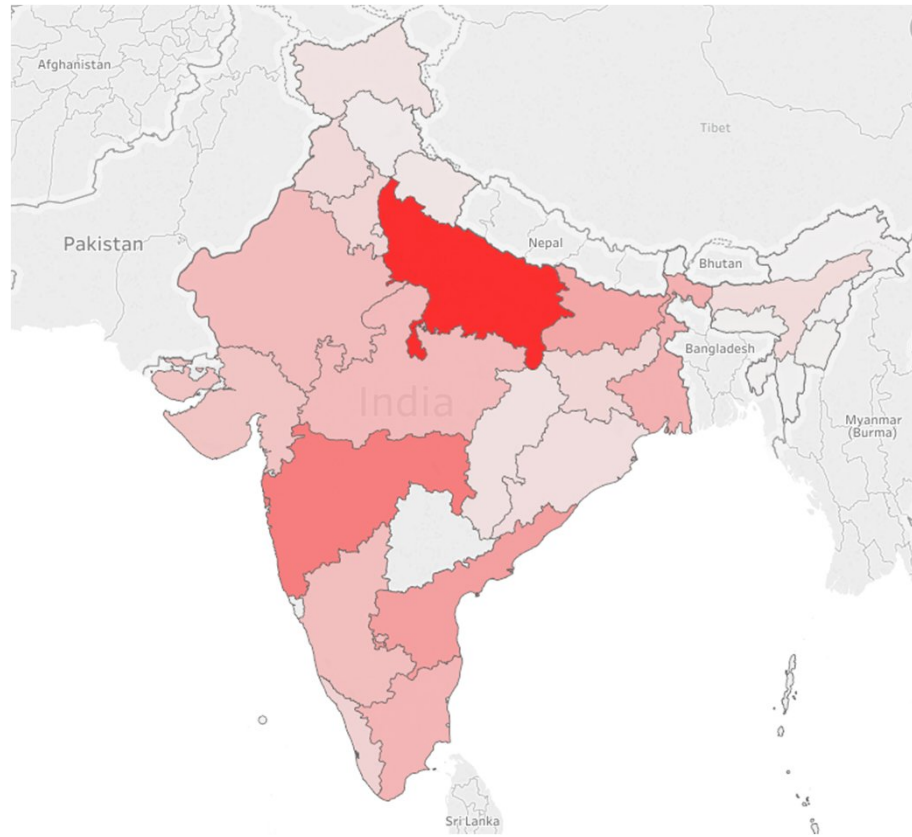 Afghanistan
Tibet
Pakistan
Nepal
Bhutan
Bangladesh
India
Myanmar
(Burma)
Sri Lanka